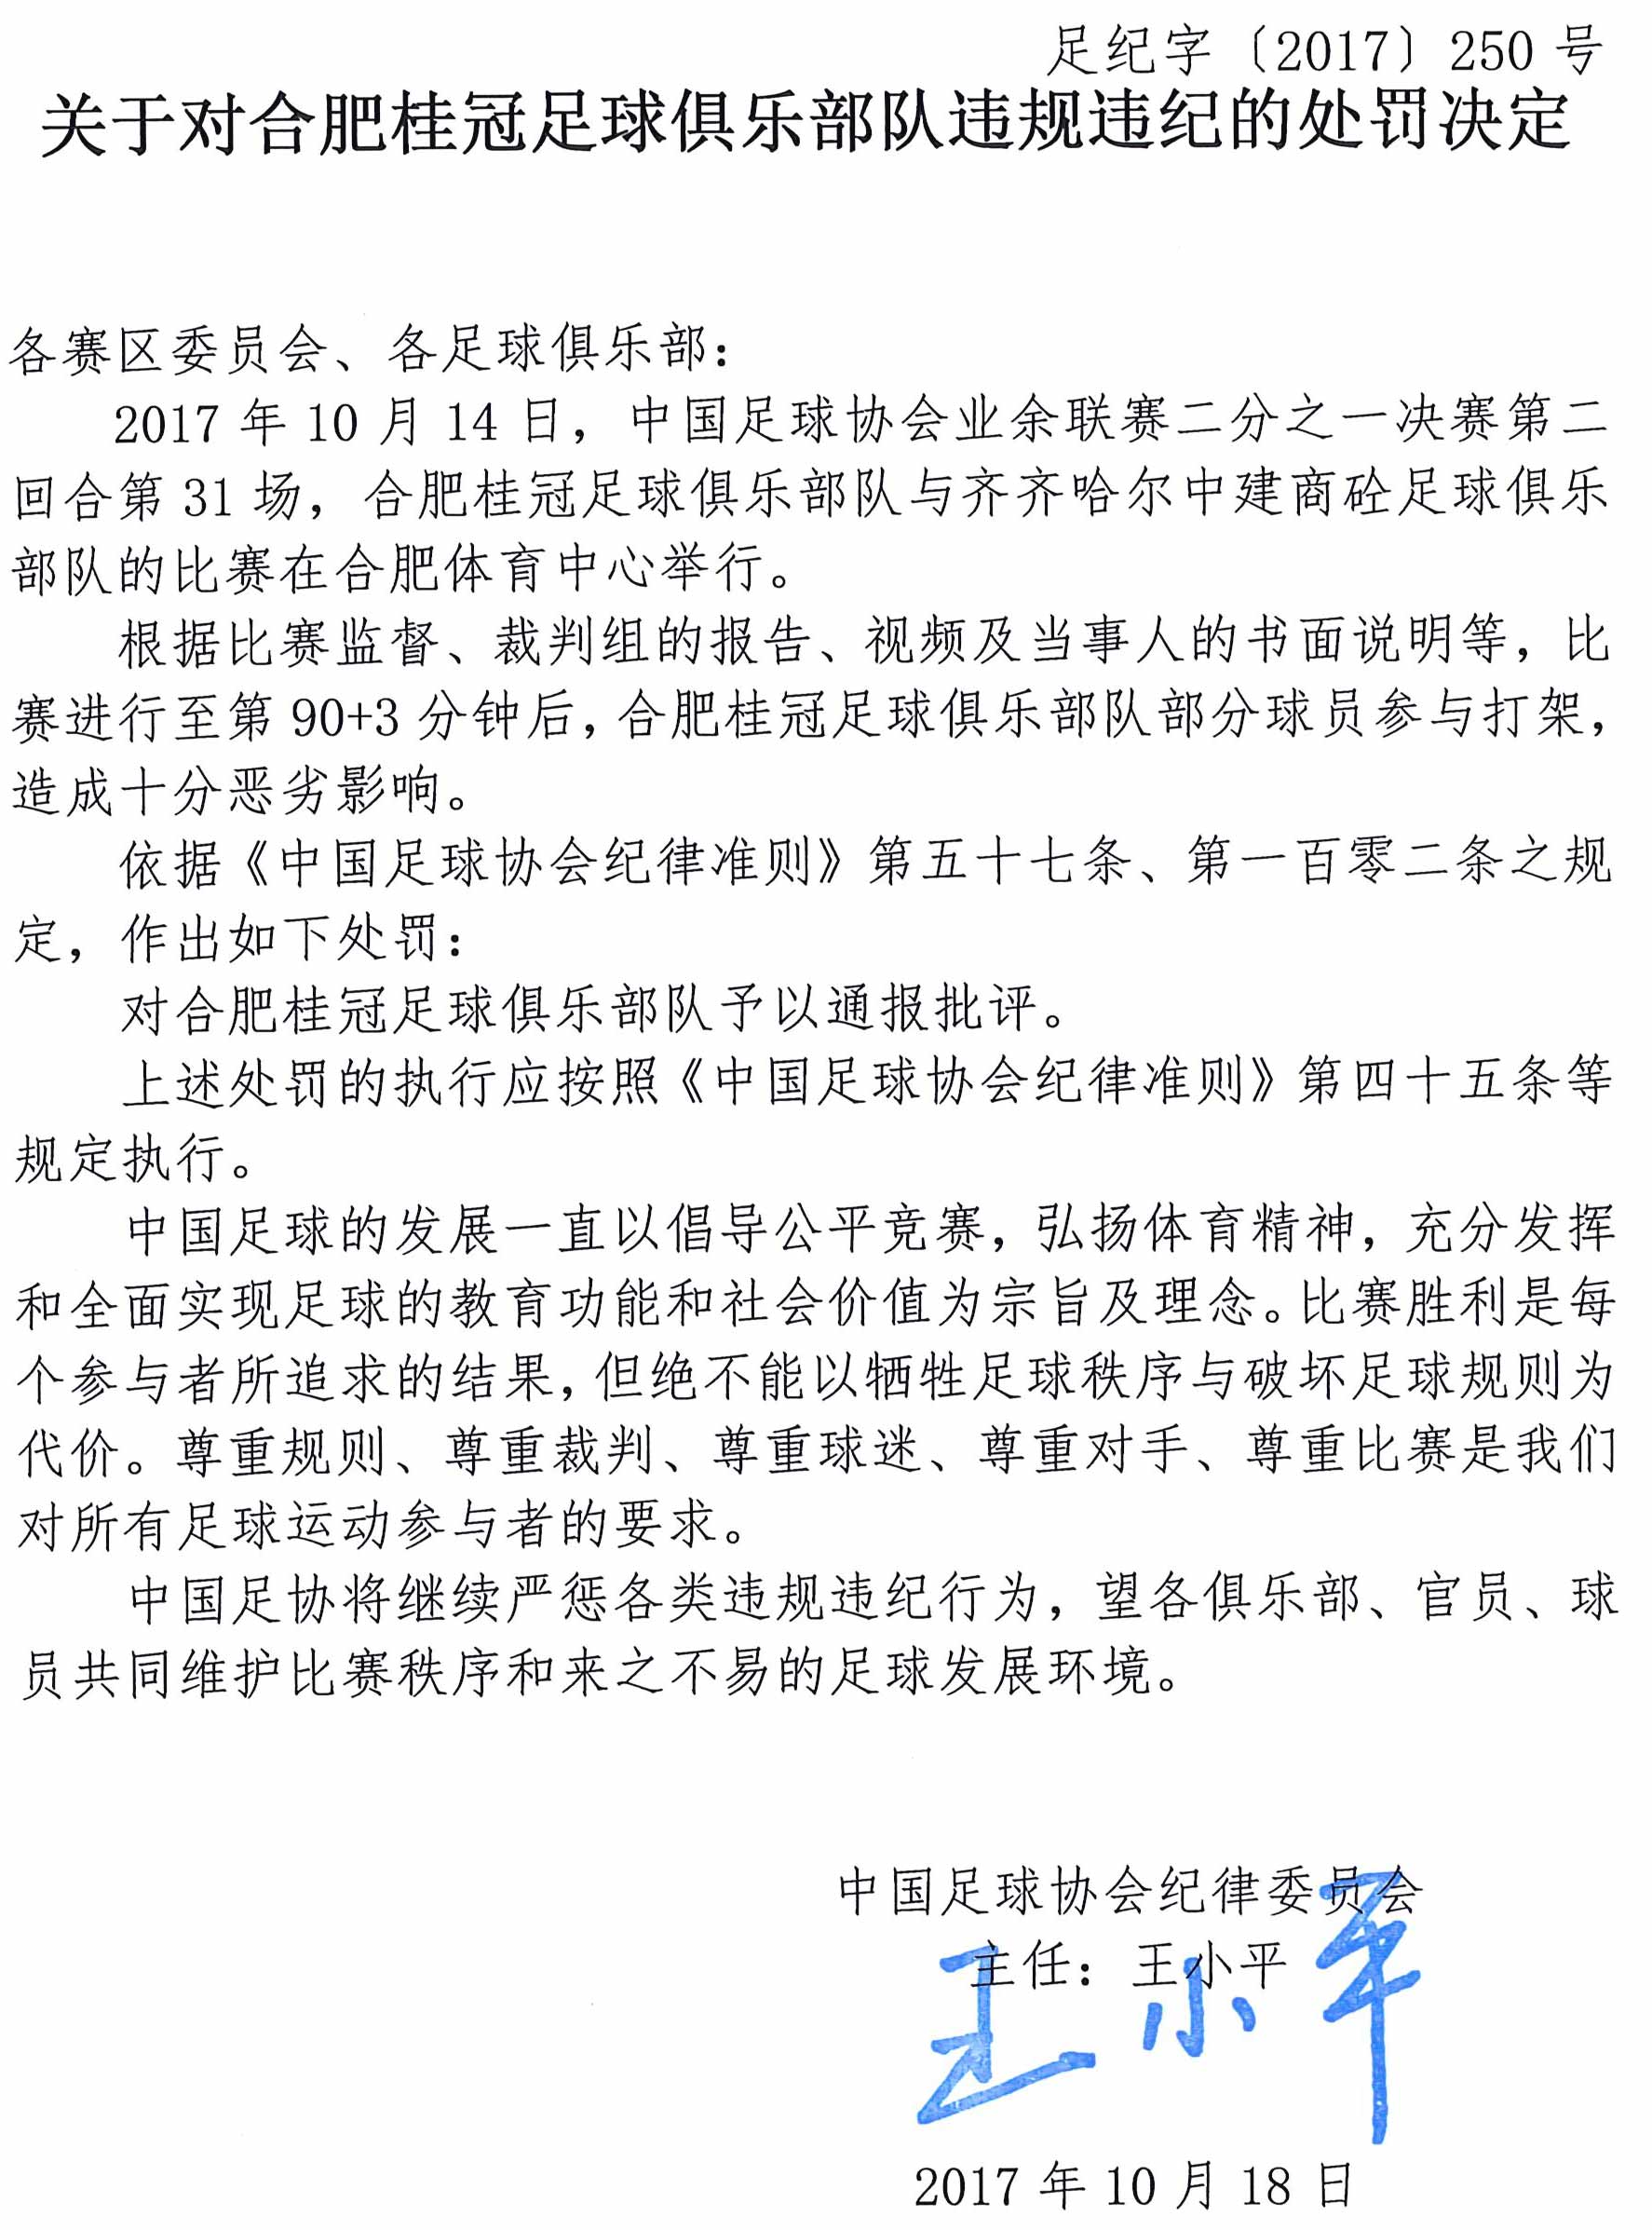 足纪字〔2017〕250 号
关于对合肥桂冠足球俱乐部队违规违纪的处罚决定
各赛区委员会、各足球俱乐部：
2017 年 10 月 14 日，中国足球协会业余联赛二分之一决赛第二
回合第 31 场，合肥桂冠足球俱乐部队与齐齐哈尔中建商砼足球俱乐
部队的比赛在合肥体育中心举行。
根据比赛监督、裁判组的报告、视频及当事人的书面说明等，比
赛进行至第 90+3 分钟后，合肥桂冠足球俱乐部队部分球员参与打架，
造成十分恶劣影响。
依据《中国足球协会纪律准则》第五十七条、第一百零二条之规
定，作出如下处罚：
对合肥桂冠足球俱乐部队予以通报批评。
上述处罚的执行应按照《中国足球协会纪律准则》第四十五条等
规定执行。
中国足球的发展一直以倡导公平竞赛，弘扬体育精神，充分发挥
和全面实现足球的教育功能和社会价值为宗旨及理念。比赛胜利是每
个参与者所追求的结果，但绝不能以牺牲足球秩序与破坏足球规则为
代价。尊重规则、尊重裁判、尊重球迷、尊重对手、尊重比赛是我们
对所有足球运动参与者的要求。
中国足协将继续严惩各类违规违纪行为，望各俱乐部、官员、球
员共同维护比赛秩序和来之不易的足球发展环境。
中国足球协会纪律委员会
主任：王小平
王小平
2017 年 10 月 18 日